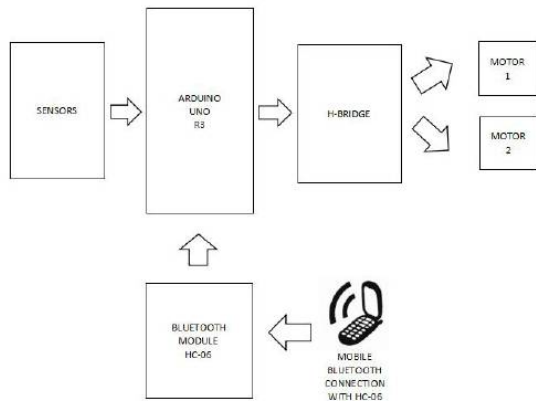 SENSORS
ARDUINO
UNO
R3
H-BRIDGE
MOTOR
1
MOTOR
2
BLUETOOTH
MODULE
HC-06
MOBILE
BLUETOOTH
CONNECTION
WITH HC-06